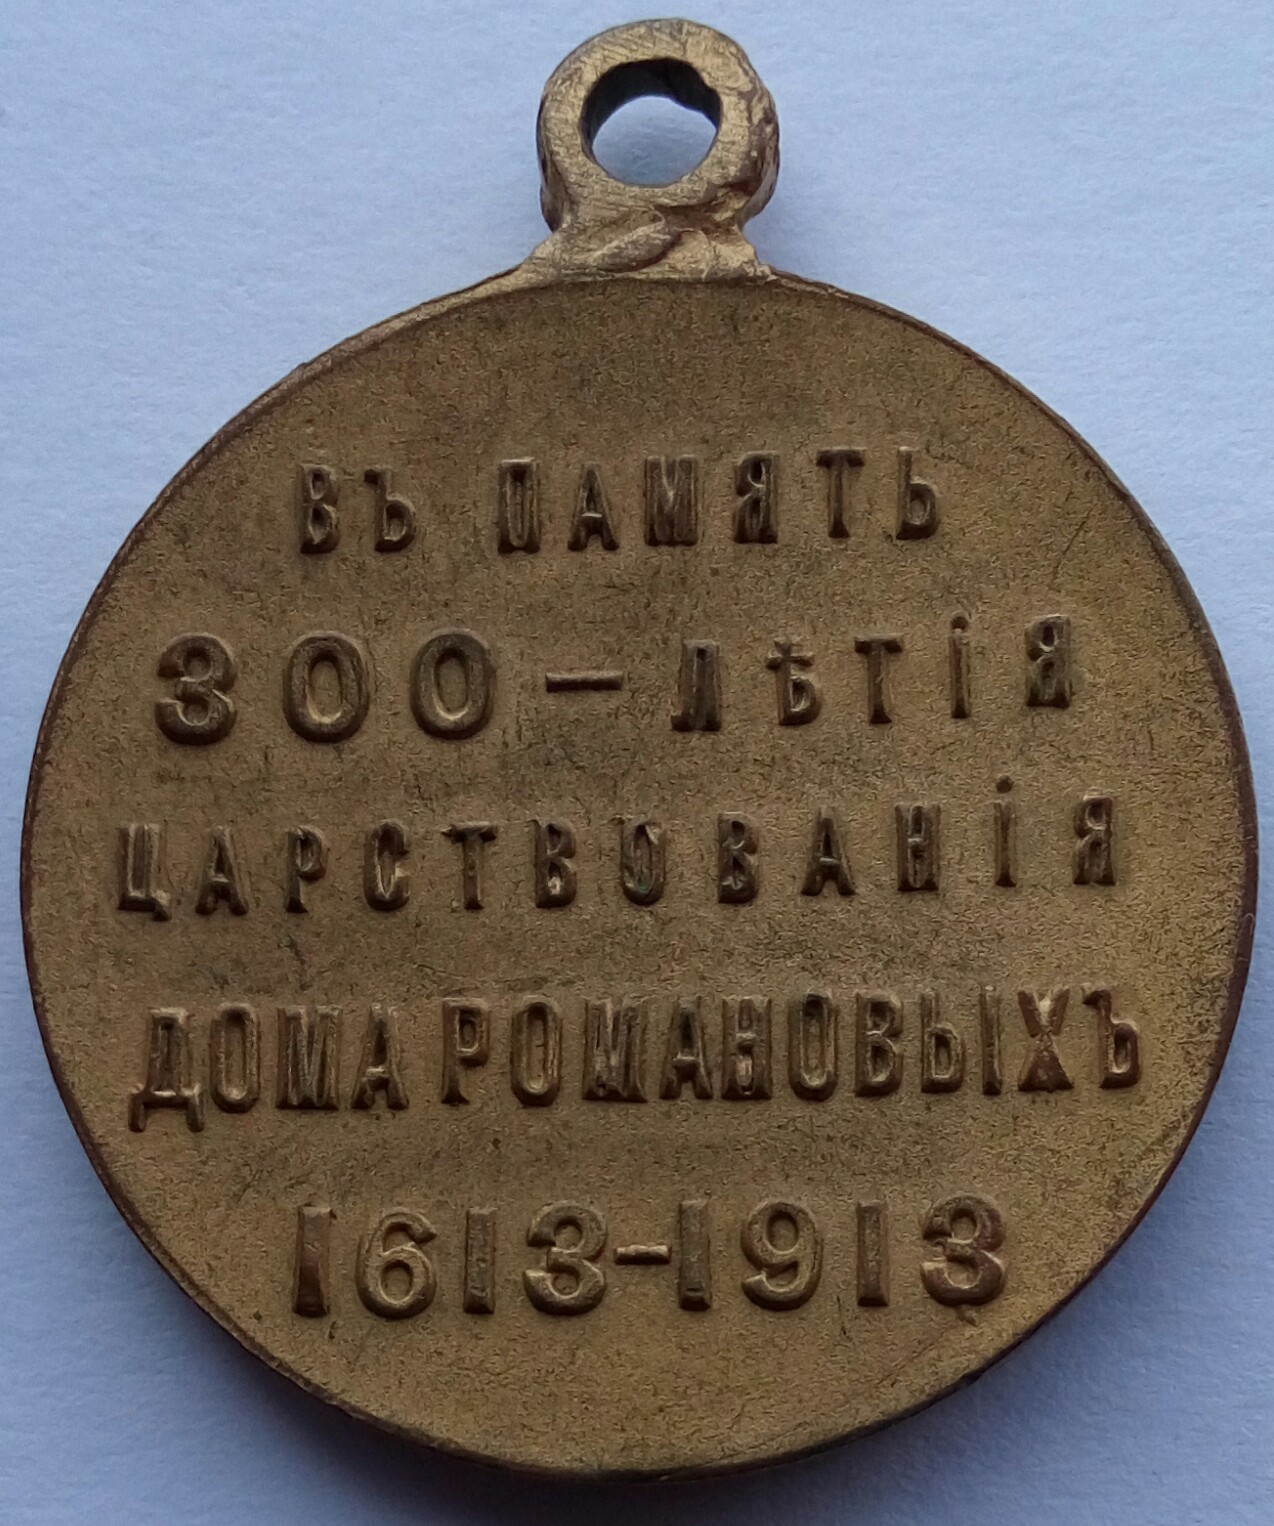 ВЪ ПАМЯТЬ
300-ЛѢТІЯ
ЦАРСТВОВАНІЯ
ДОМА РОМАНОВЫХЪ
1613-1913